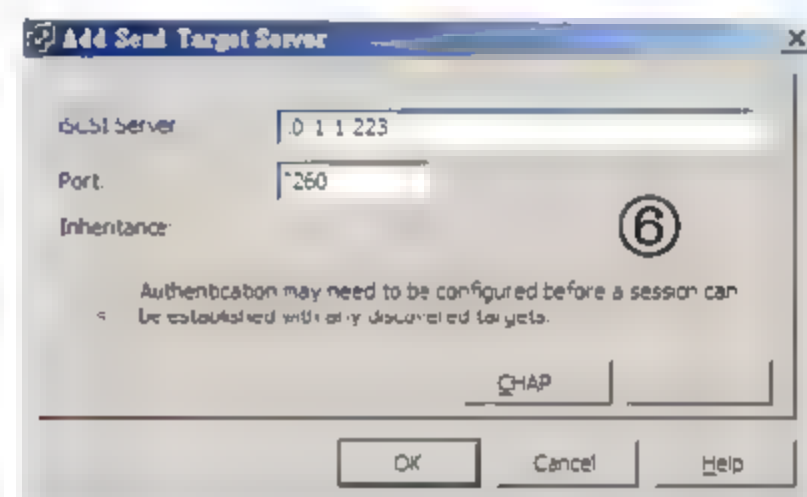 Add Send Target Server
iSCSI Server
.0 1 1 223
Port:
260
Inheritance:
⑥
Authentication may need to be configured before a session can
be established with any discovered targets.
CHAP
OK Cancel Help